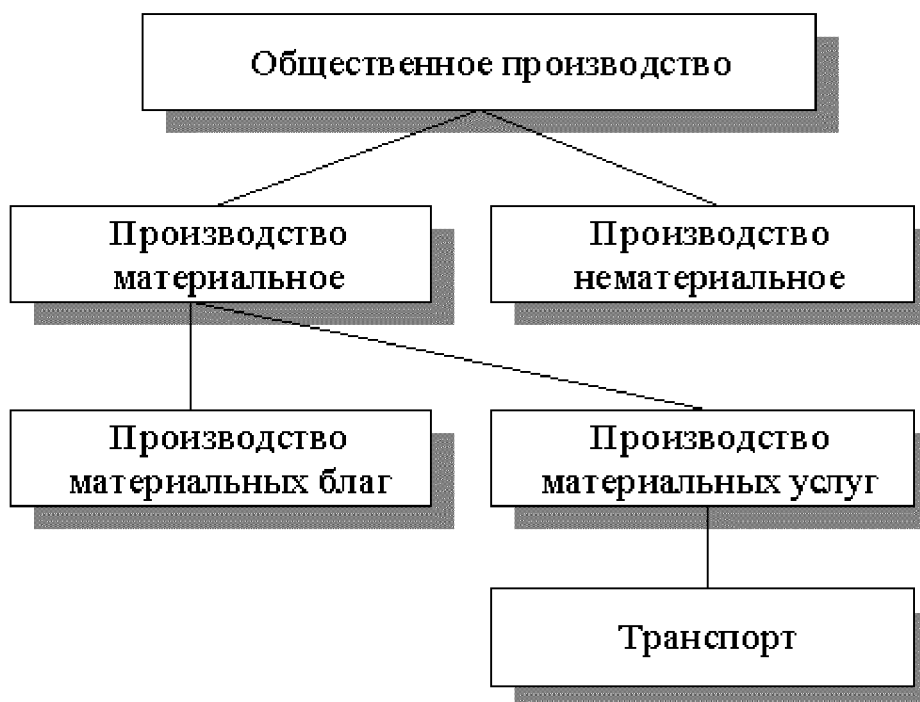 Общественное производство
Производство
материальное
Производство
нематериальное
Производство
материальных благ
Производство
материальных услуг
Транспорт